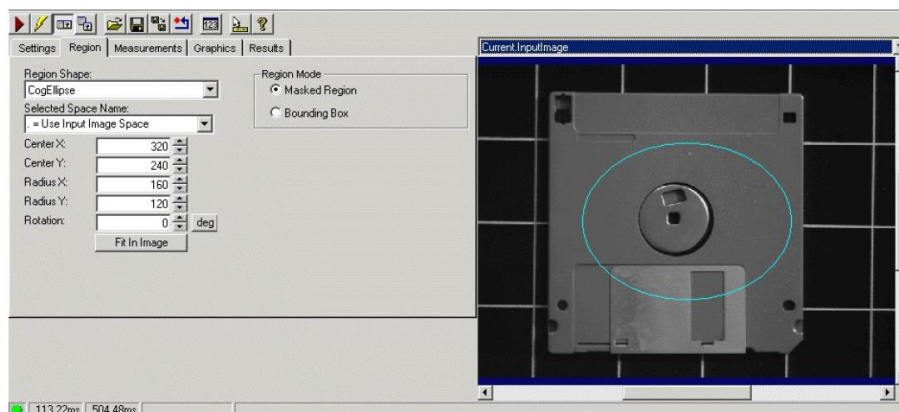 123
Settings Region Measurements Graphics Results
Current.InputImage
Region Shape:
CogEllipse
Selected Space Name:
. = Use Input Image Space
Center X: 320
Center Y: 240
Radius X: 160
Radius Y: 120
Rotation: 0 deg
Fit In Image
Region Mode
Masked Region
Bounding Box
113.22ms 504.48ms